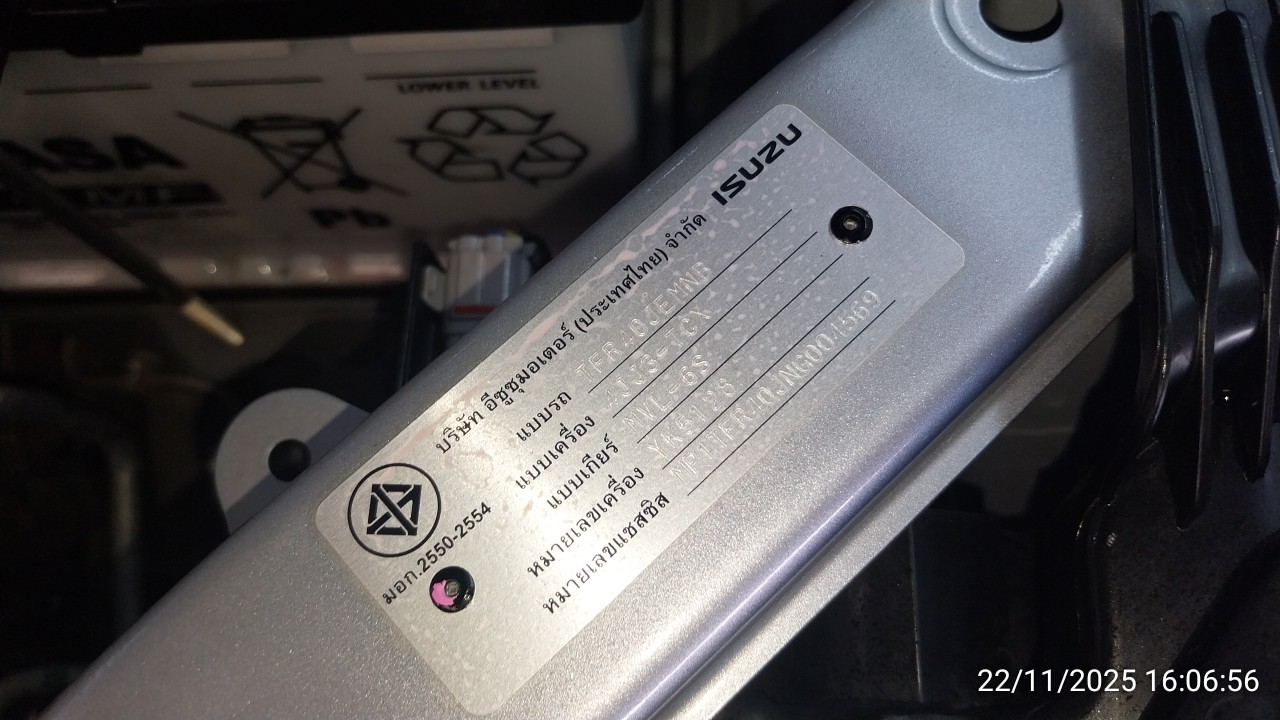 LOWER LEVEL
Pb
ISUZU
บริษัท อีซูซุมอเตอร์ (ประเทศไทย) จำกัด
แบบรถ
แบบเครื่อง 4JJ3-TCX
แบบเกียร์ MVL-6S
หมายเลขเครื่อง
หมายเลขแชสซิส
มอก.2550-2554
22/11/2025 16:06:56